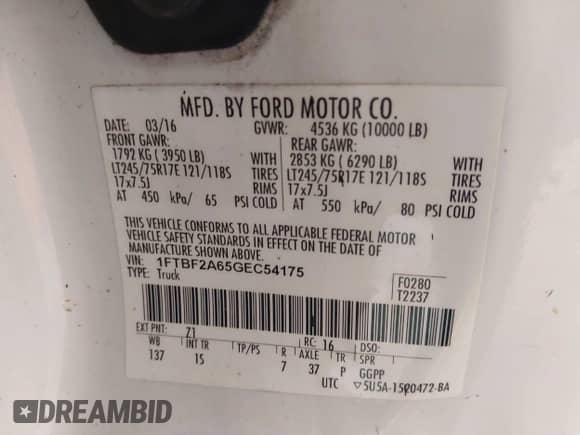 MFD. BY FORD MOTOR CO.
DATE: 03/16 GVWR: 4536 KG (10000 LB)
FRONT GAWR: REAR GAWR:
1792 KG ( 3950 LB) WITH 2853 KG ( 6290 LB) WITH
LT245/75R17E 121/118S TIRES LT245/75R17E 121/118S TIRES
17x7.5J RIMS 17x7.5J RIMS
AT 450 kPa/ 65 PSI COLD AT 550 kPa/ 80 PSI COLD
THIS VEHICLE CONFORMS TO ALL APPLICABLE FEDERAL MOTOR
VEHICLE SAFETY STANDARDS IN EFFECT ON THE DATE OF
MANUFACTURE SHOWN ABOVE.
VIN: 1FTBF2A65GEC54175 F0280
TYPE: Truck T2237
EXT PNT: Z1 RC: 16 DSO:
WB INT TR TP/PS R AXLE TR SPR
137 15 7 37 P GGPP
UTC ▽5U5A-1520472-BA
DREAMBID